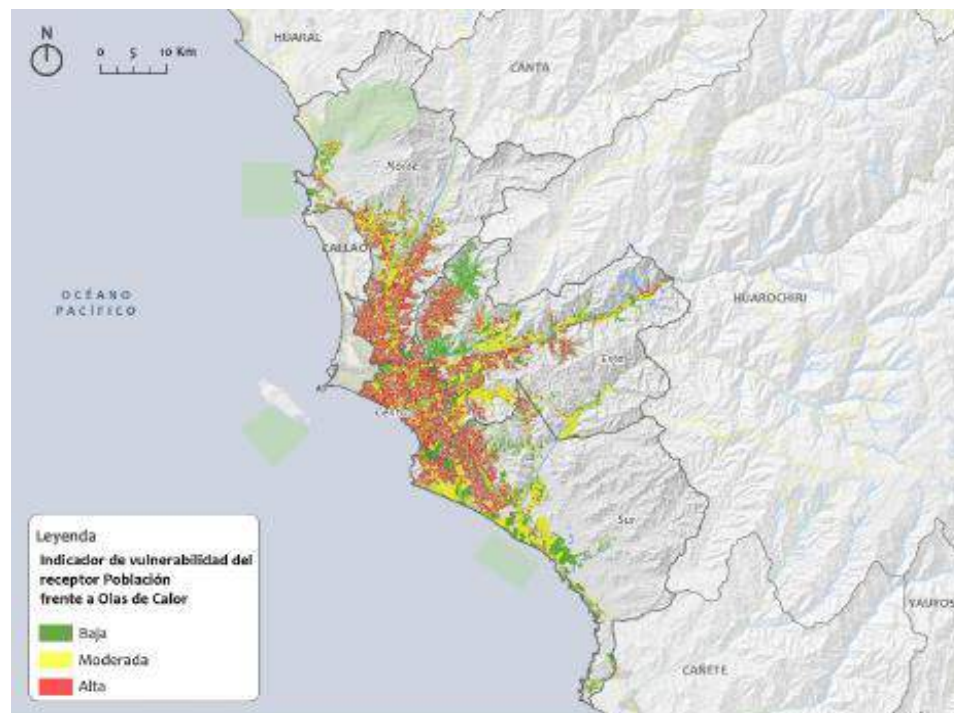 N
0 5 10 Km
HUARAL
CANTA
Norte
CALLAO
OCÉANO
PACÍFICO
HUAROCHIRI
Este
Sur
YAUYOS
CAÑETE
Leyenda
Indicador de vulnerabilidad del
receptor Población
frente a Olas de Calor
Baja
Moderada
Alta